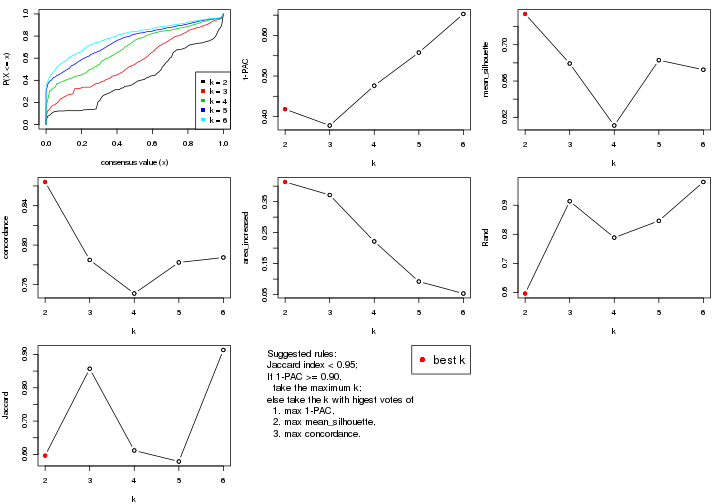 P(X <= x)
1.0
0.8
0.6
0.4
0.2
0.0
k = 2
k = 3
k = 4
k = 5
k = 6
0.0 0.2 0.4 0.6 0.8 1.0
consensus value (x)
1-PAC
0.60
0.50
0.40
2 3 4 5 6
k
mean_silhouette
0.70
0.66
0.62
2 3 4 5 6
k
concordance
0.80
0.76
2 3 4 5 6
k
area_increased
0.35
0.25
0.15
0.05
2 3 4 5 6
k
Rand
0.9
0.8
0.7
0.6
2 3 4 5 6
k
Jaccard
0.90
0.80
0.70
0.60
2 3 4 5 6
k
Suggested rules:
Jaccard index < 0.95;
If 1-PAC >= 0.90,
take the maximum k;
else take the k with higest votes of
1. max 1-PAC,
2. max mean_silhouette,
3. max concordance.
best k